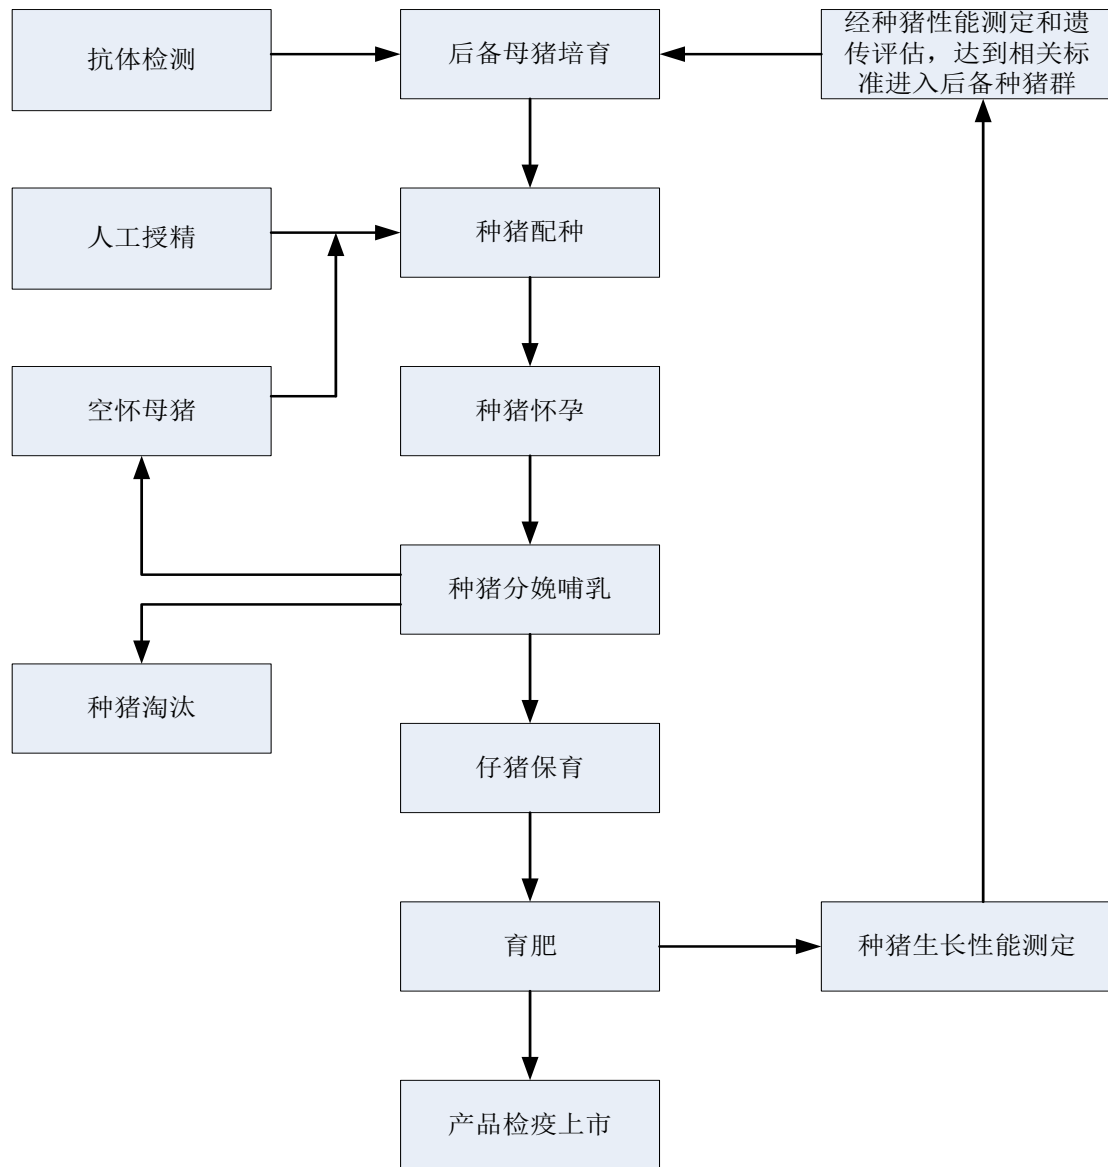 抗体检测
后备母猪培育
经种猪性能测定和遗
传评估，达到相关标
准进入后备种猪群
人工授精
种猪配种
空怀母猪
种猪怀孕
种猪分娩哺乳
种猪淘汰
仔猪保育
育肥
种猪生长性能测定
产品检疫上市